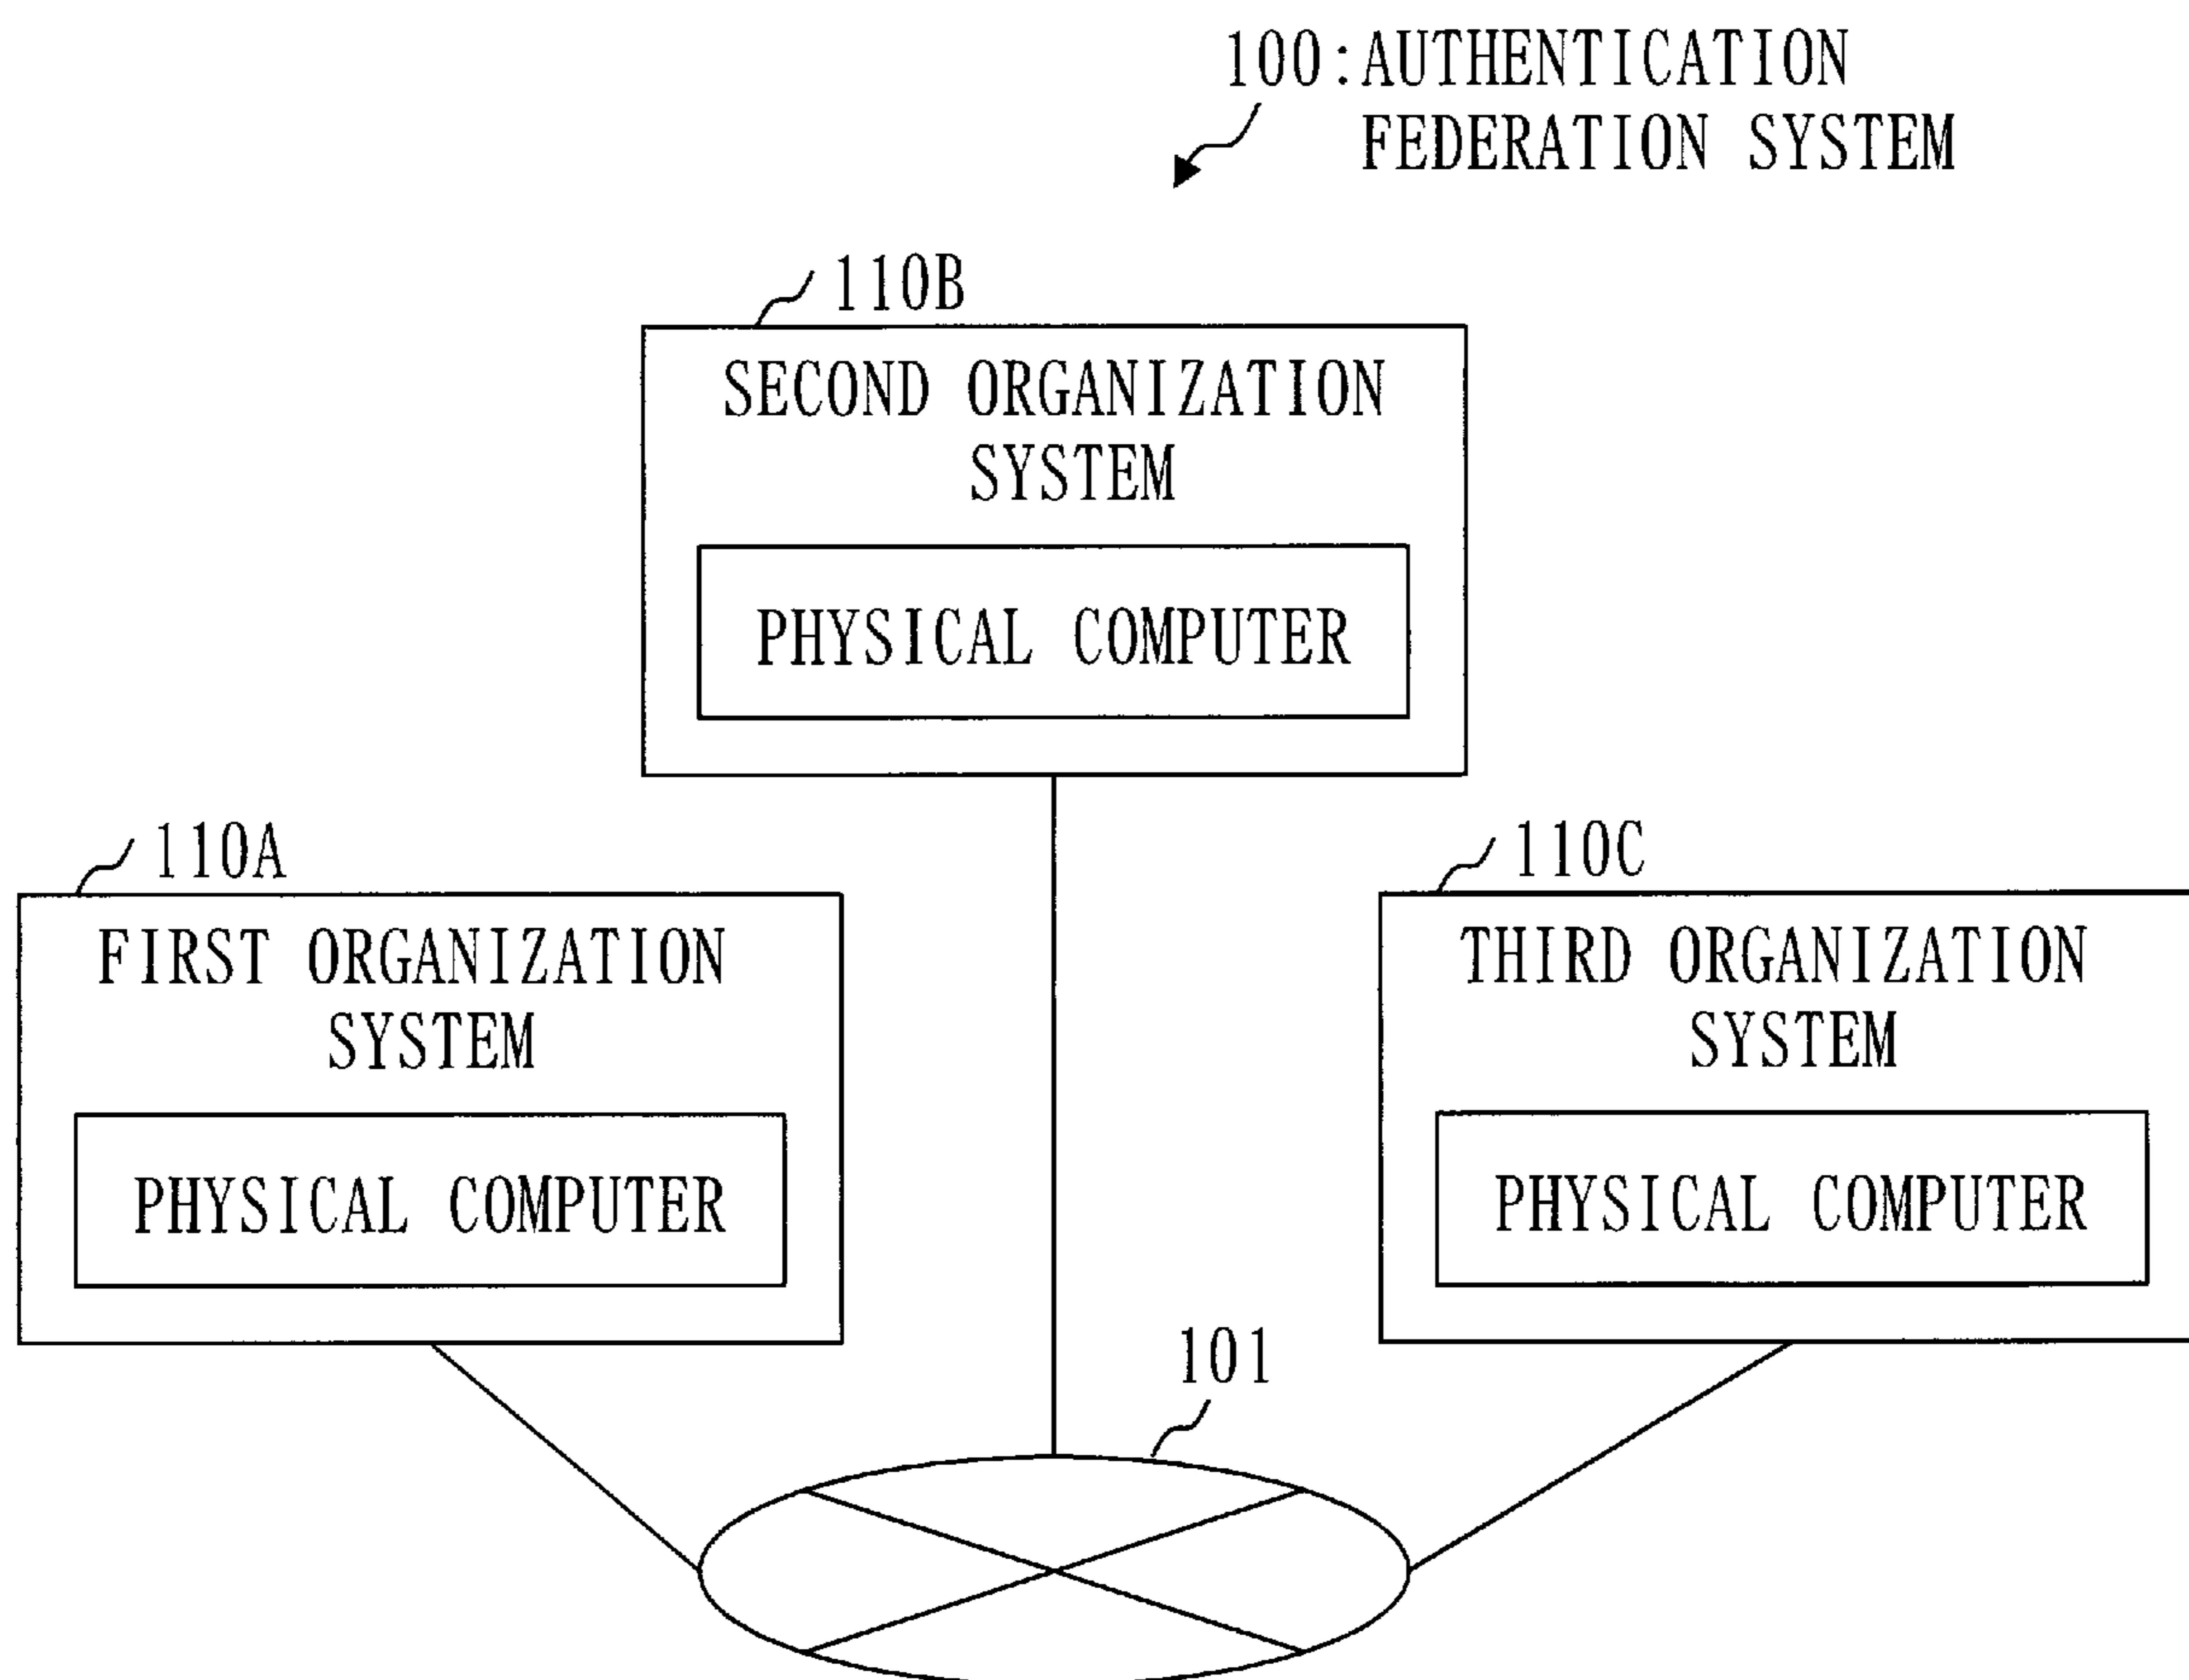 100:AUTHENTICATION
FEDERATION SYSTEM
110B
SECOND ORGANIZATION
SYSTEM
PHYSICAL COMPUTER
110A
FIRST ORGANIZATION
SYSTEM
PHYSICAL COMPUTER
110C
THIRD ORGANIZATION
SYSTEM
PHYSICAL COMPUTER
101